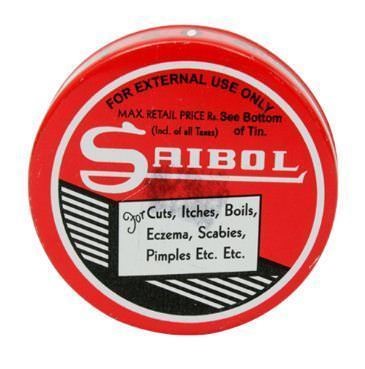 FOR EXTERNAL USE ONLY
MAX. RETAIL PRICE Rs. See Bottom
(Incl. of all Taxes) of Tin.
SAIBOL
For Cuts, Itches, Boils,
Eczema, Scabies,
Pimples Etc. Etc.